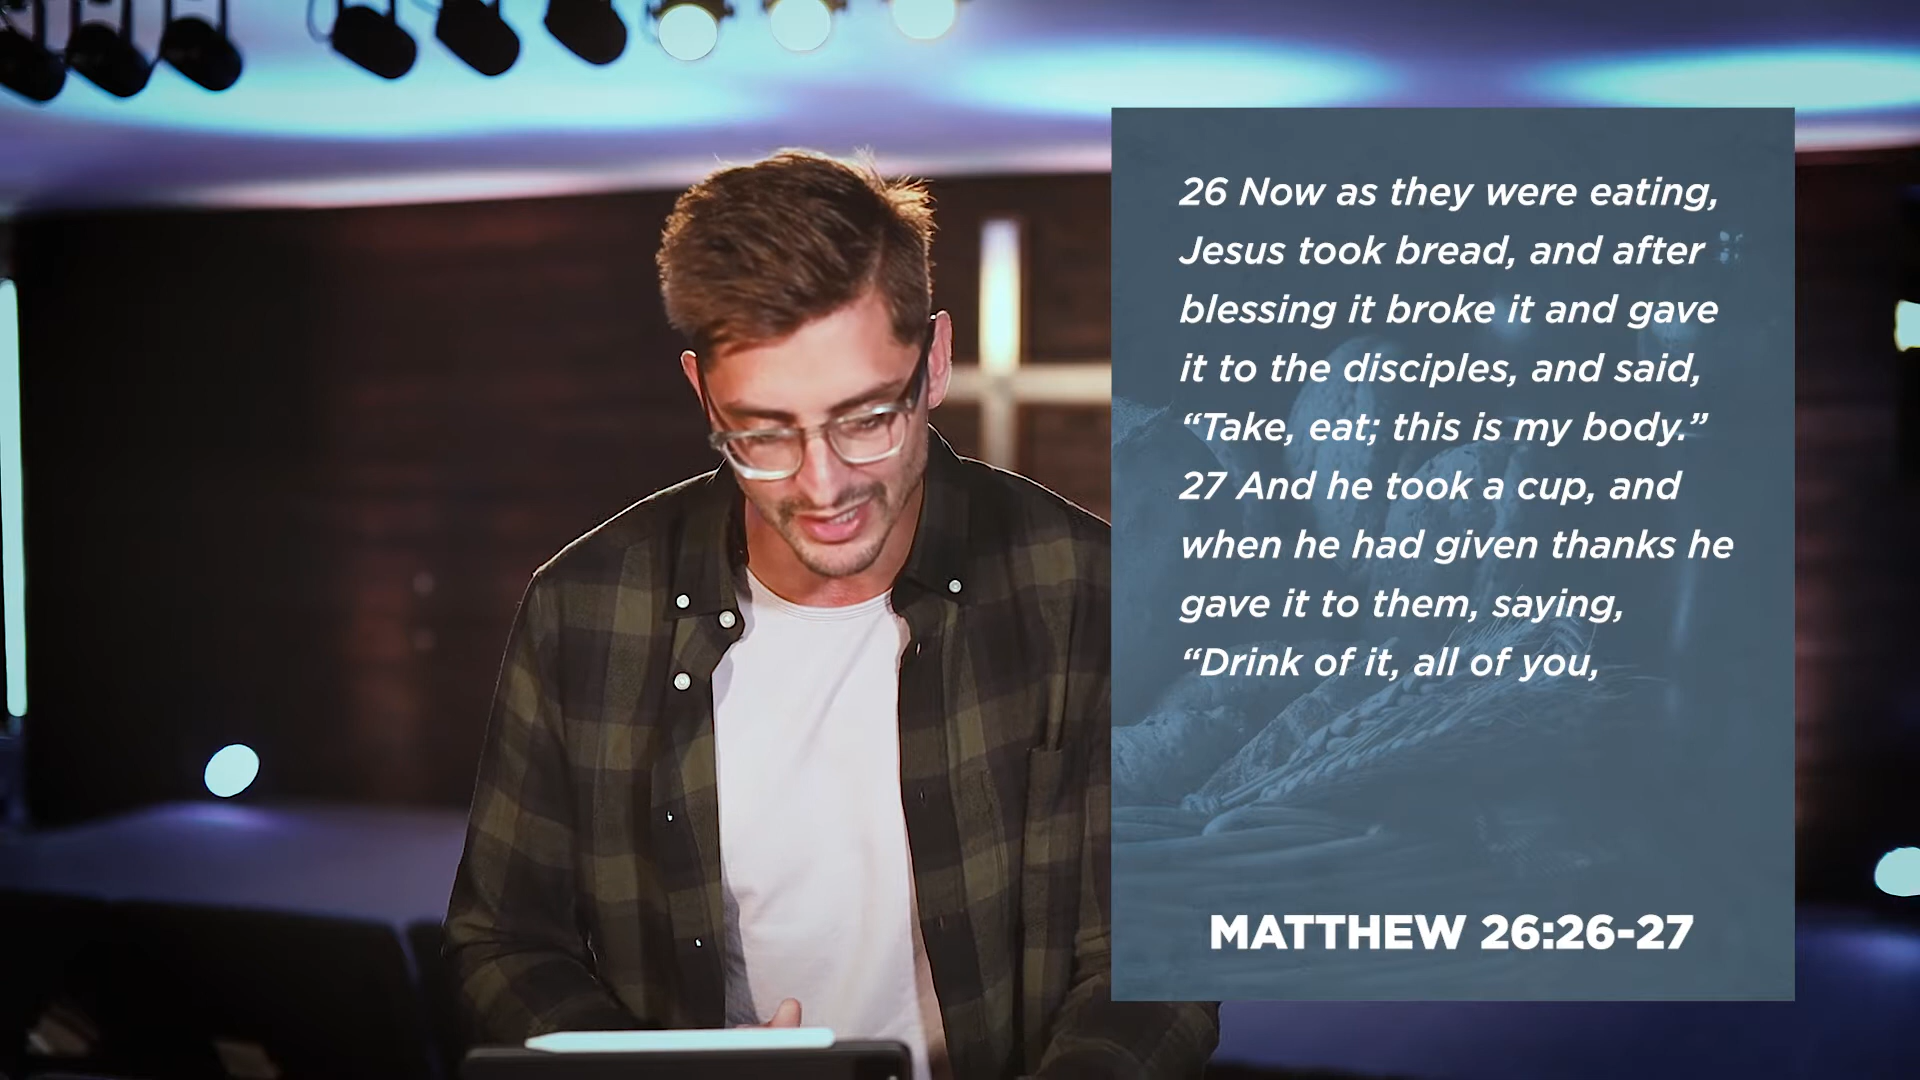 26 Now as they were eating,
Jesus took bread, and after
blessing it broke it and gave
it to the disciples, and said,
“Take, eat; this is my body.”
27 And he took a cup, and
when he had given thanks he
gave it to them, saying,
“Drink of it, all of you,
MATTHEW 26:26-27